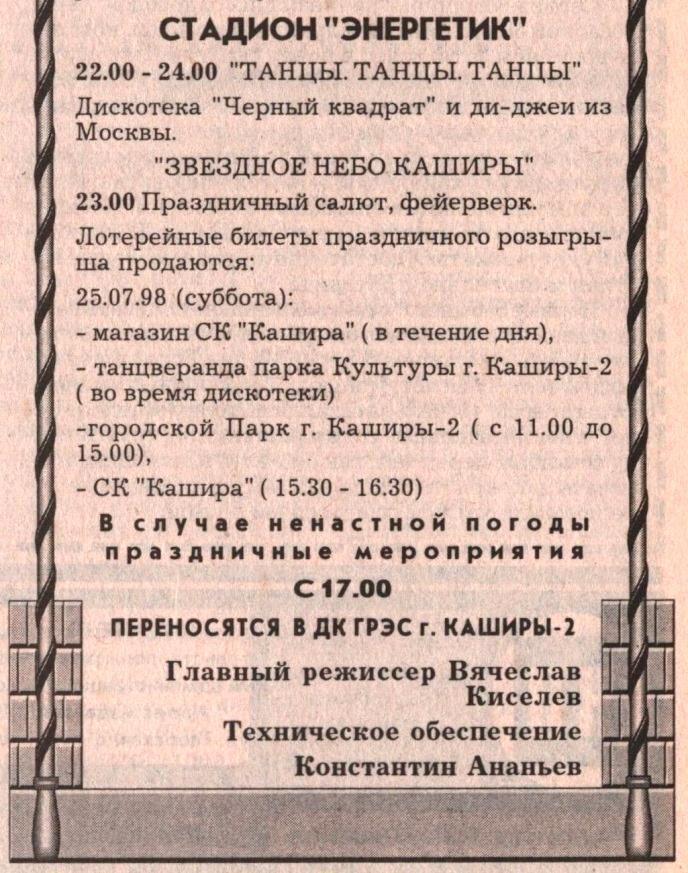 СТАДИОН "ЭНЕРГЕТИК"
22.00 - 24.00 "ТАНЦЫ. ТАНЦЫ. ТАНЦЫ"
Дискотека "Черный квадрат" и ди-джеи из
Москвы.
"ЗВЕЗДНОЕ НЕБО КАШИРЫ"
23.00 Праздничный салют, фейерверк.
Лотерейные билеты праздничного розыгры-
ша продаются:
25.07.98 (суббота):
- магазин СК "Кашира" ( в течение дня),
- танцверанда парка Культуры г. Каширы-2
( во время дискотеки)
-городской Парк г. Каширы-2 ( с 11.00 до
15.00),
- СК "Кашира" ( 15.30 - 16.30)
В случае ненастной погоды
праздничные мероприятия
С 17.00
ПЕРЕНОСЯТСЯ В ДК ГРЭС г. КАШИРЫ-2
Главный режиссер Вячеслав
Киселев
Техническое обеспечение
Константин Ананьев